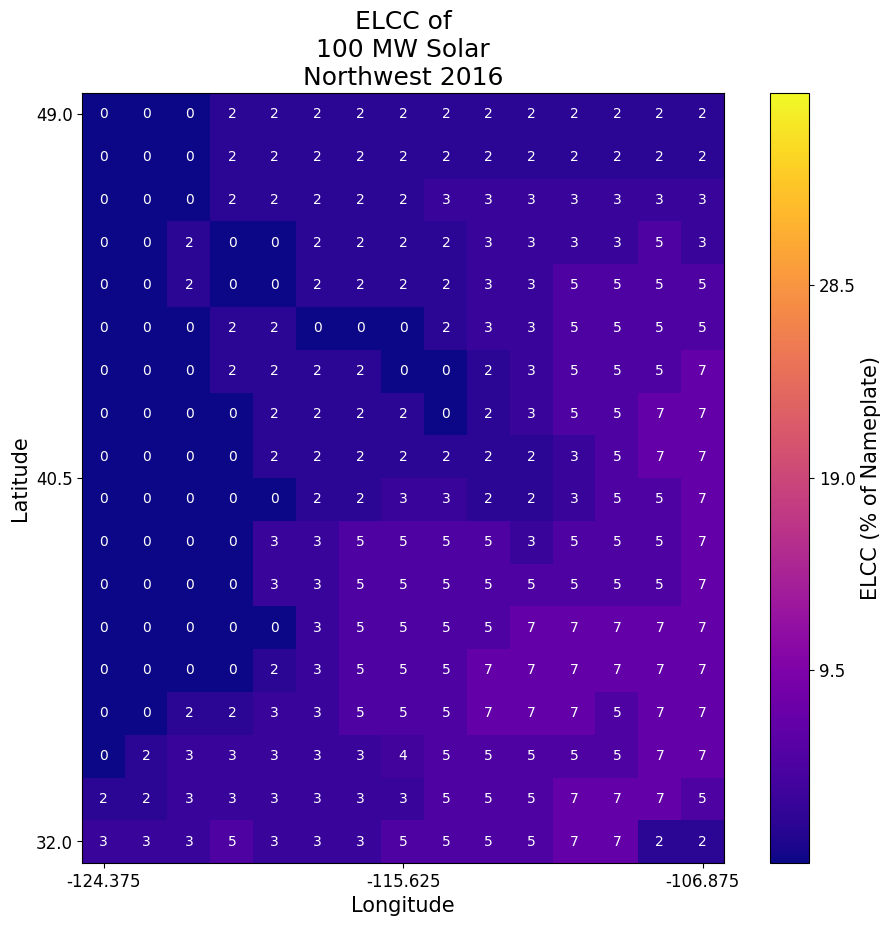 ELCC of
100 MW Solar
Northwest 2016
49.0
0 0 0 2 2 2 2 2 2 2 2 2 2 2 2
0 0 0 2 2 2 2 2 2 2 2 2 2 2 2
0 0 0 2 2 2 2 2 3 3 3 3 3 3 3
0 0 2 0 0 2 2 2 2 3 3 3 3 5 3
0 0 2 0 0 2 2 2 2 3 3 5 5 5 5
28.5
0 0 0 2 2 0 0 0 2 3 3 5 5 5 5
0 0 0 2 2 2 2 0 0 2 3 5 5 5 7
0 0 0 0 2 2 2 2 0 2 3 5 5 7 7
0 0 0 0 2 2 2 2 2 2 2 3 5 7 7
40.5
19.0
0 0 0 0 0 2 2 3 3 2 2 3 5 5 7
0 0 0 0 3 3 5 5 5 5 3 5 5 5 7
0 0 0 0 3 3 5 5 5 5 5 5 5 5 7
0 0 0 0 0 3 5 5 5 5 7 7 7 7 7
0 0 0 0 2 3 5 5 5 7 7 7 7 7 7
9.5
0 0 2 2 3 3 5 5 5 7 7 7 5 7 7
0 2 3 3 3 3 3 4 5 5 5 5 5 7 7
2 2 3 3 3 3 3 3 5 5 5 7 7 7 5
32.0
3 3 3 5 3 3 3 5 5 5 5 7 7 2 2
-124.375 -115.625 -106.875
Longitude
Latitude
ELCC (% of Nameplate)